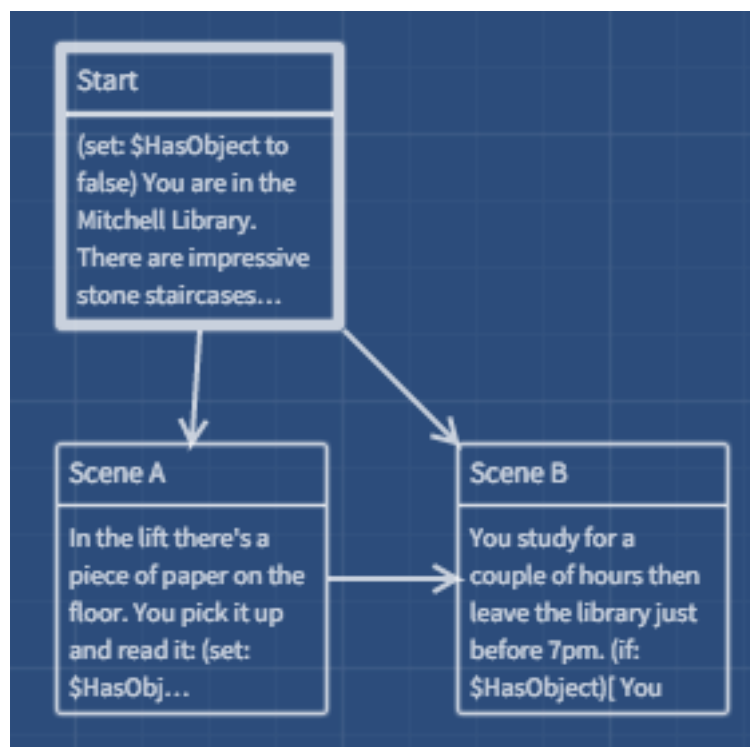 Start
(set: $HasObject to
false) You are in the
Mitchell Library.
There are impressive
stone staircases...
Scene A
In the lift there's a
piece of paper on the
floor. You pick it up
and read it: (set:
$HasObj...
Scene B
You study for a
couple of hours then
leave the library just
before 7pm. (if:
$HasObject)[ You